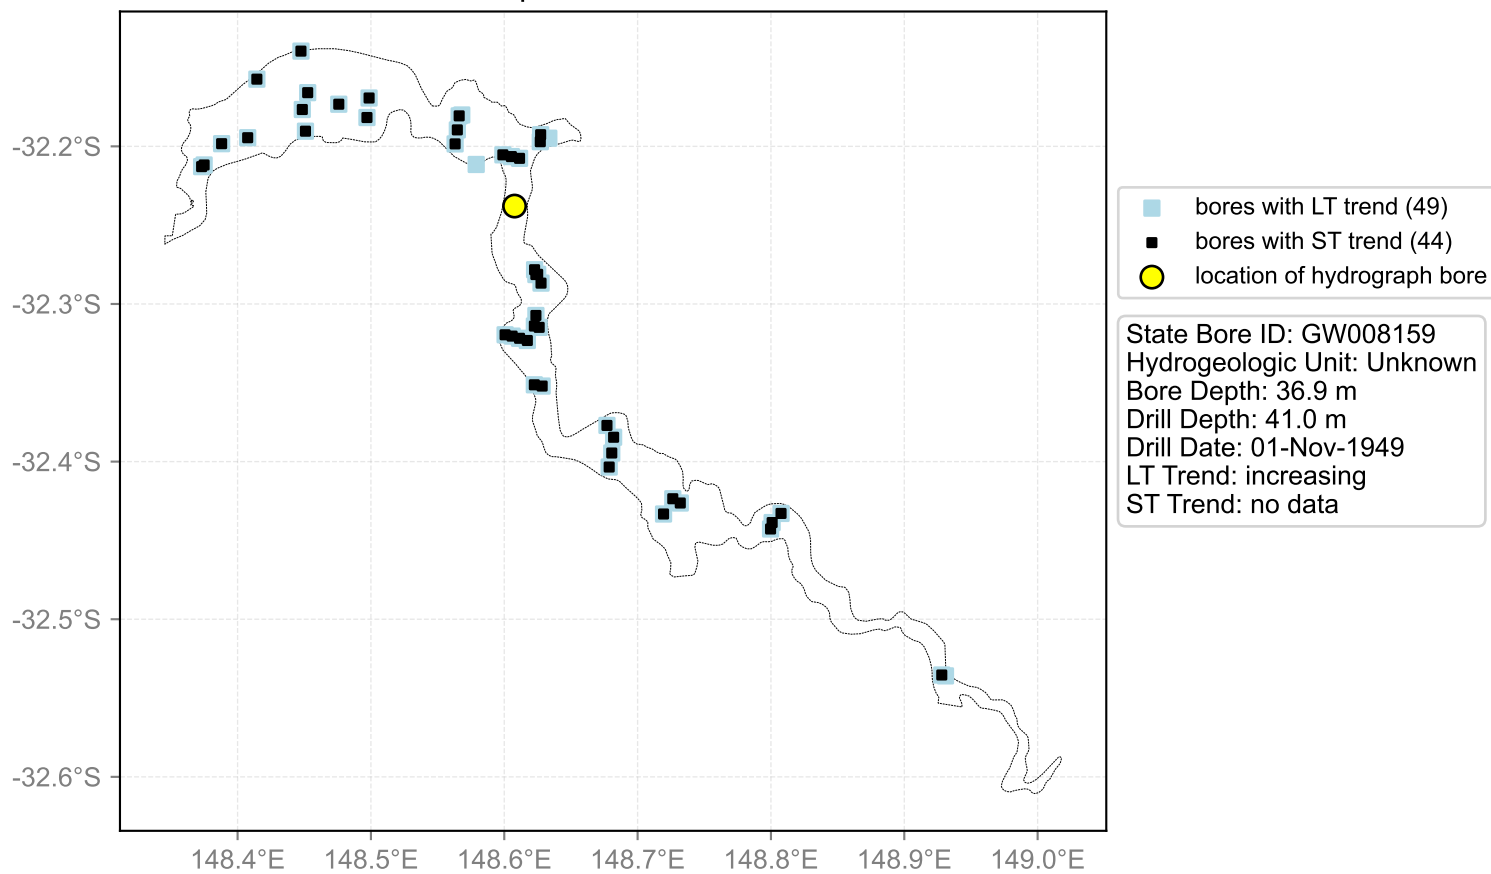 -32.2°S
-32.3°S
-32.4°S
-32.5°S
-32.6°S
148.4°E 148.5°E 148.6°E 148.7°E 148.8°E 148.9°E 149.0°E
bores with LT trend (49)
bores with ST trend (44)
location of hydrograph bore
State Bore ID: GW008159
Hydrogeologic Unit: Unknown
Bore Depth: 36.9 m
Drill Depth: 41.0 m
Drill Date: 01-Nov-1949
LT Trend: increasing
ST Trend: no data